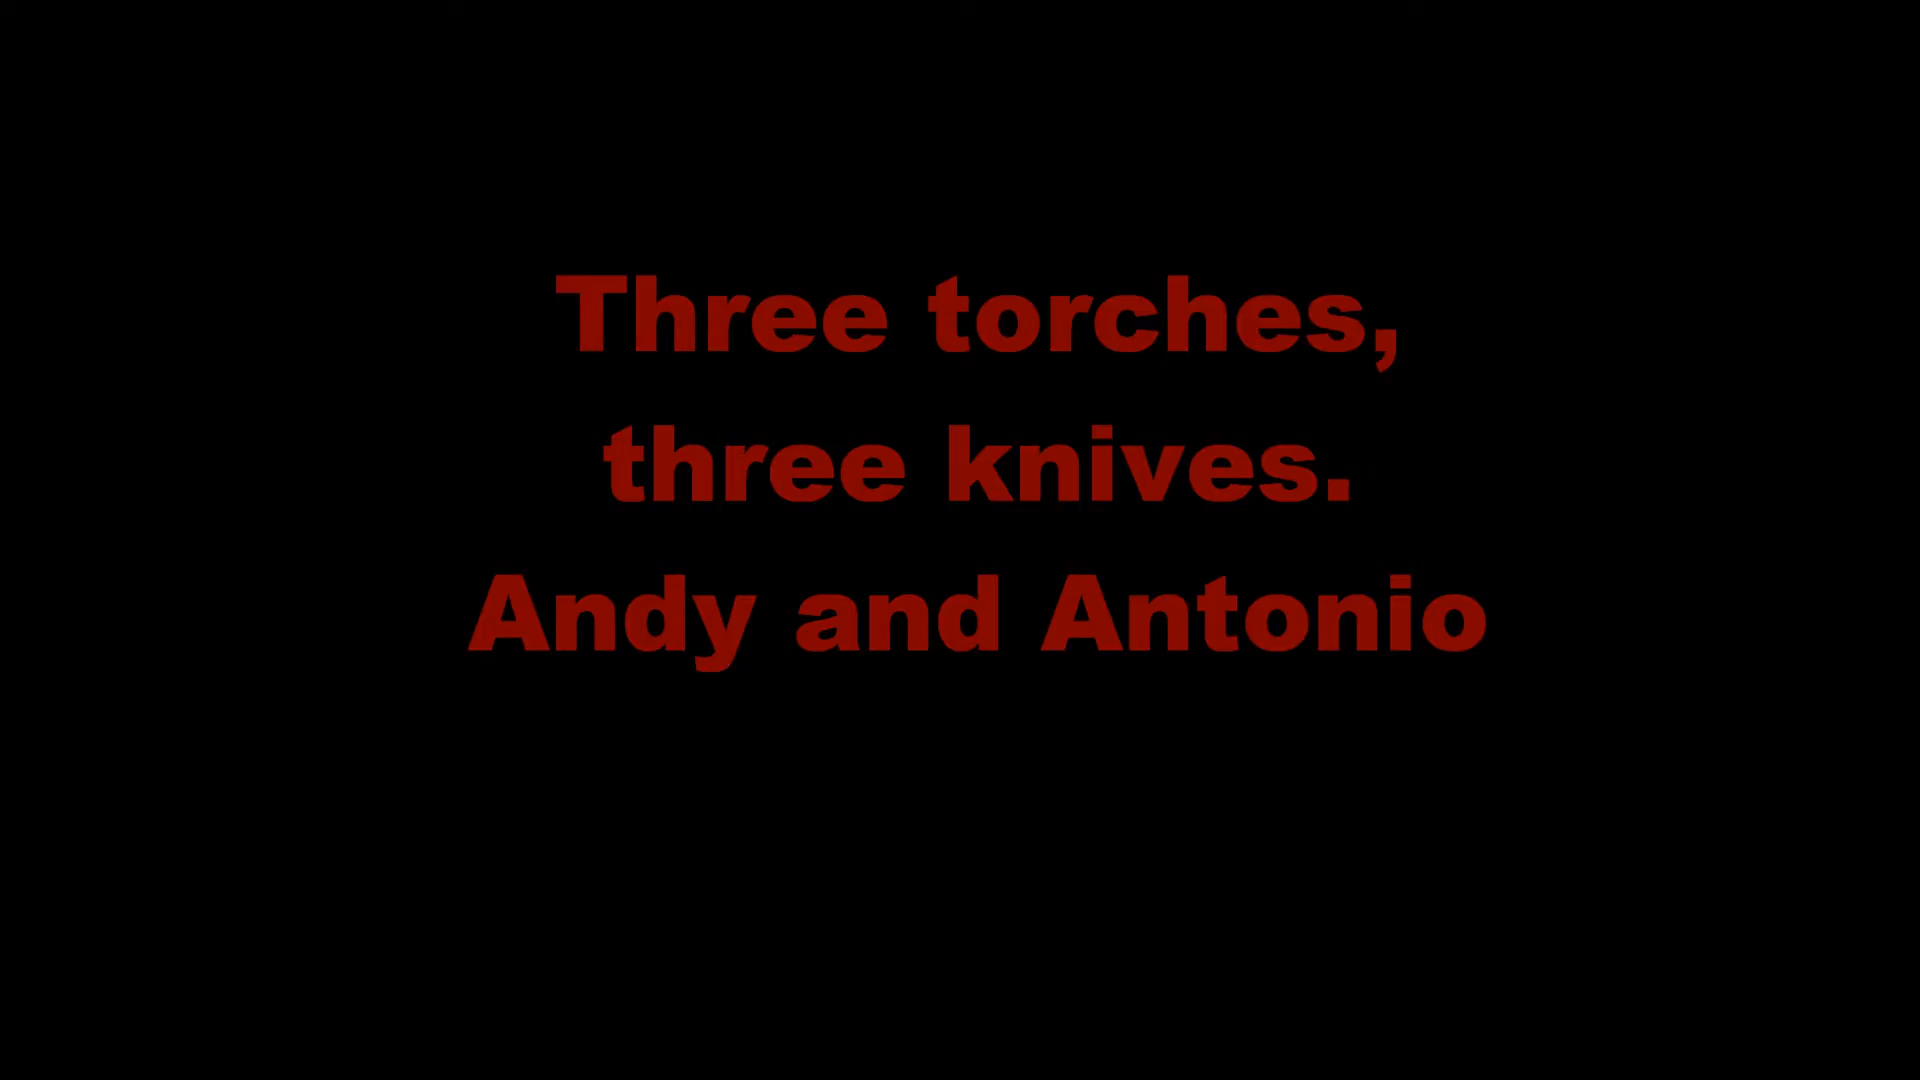 Three torches,
three knives.
Andy and Antonio